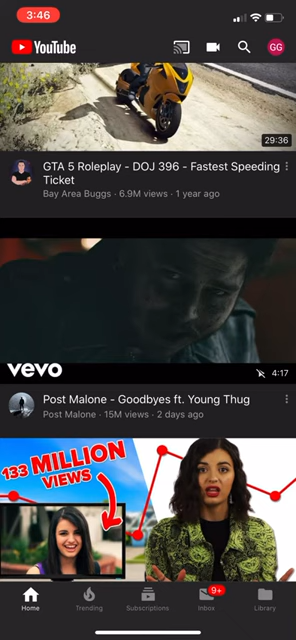 3:46
YouTube
GG
29:36
GTA 5 Roleplay - DOJ 396 - Fastest Speeding
Ticket
Bay Area Buggs · 6.9M views · 1 year ago
vevo
4:17
Post Malone - Goodbyes ft. Young Thug
Post Malone · 15M views · 2 days ago
133 MILLION
VIEWS
Home
Trending
Subscriptions
9+
Inbox
Library